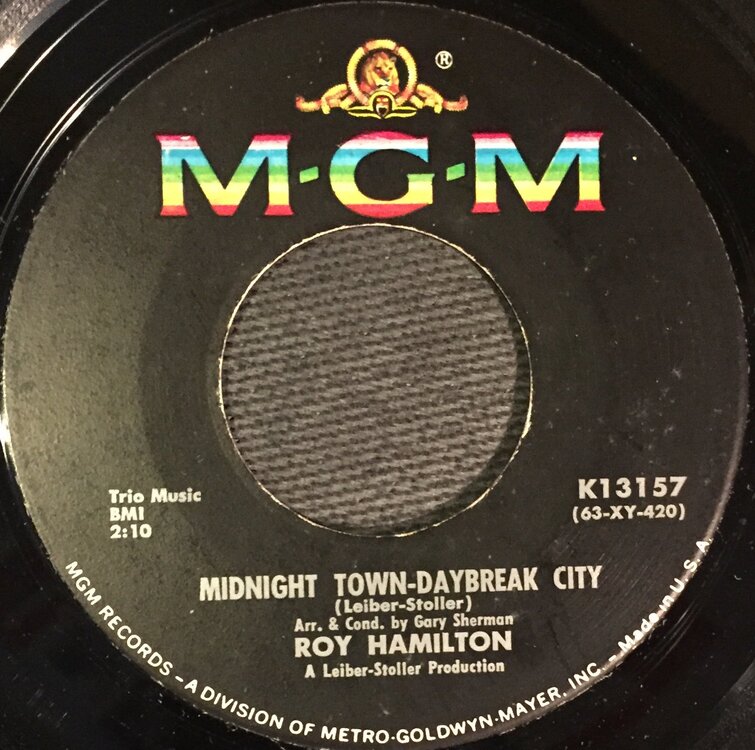 ®
M·G·M
Trio Music
BMI
2:10
K13157
(63-XY-420)
MIDNIGHT TOWN-DAYBREAK CITY
(Leiber-Stoller)
Arr. & Cond. by Gary Sherman
ROY HAMILTON
A Leiber-Stoller Production
MGM RECORDS – A DIVISION OF METRO-GOLDWYN-MAYER, INC. – Made in U. S. A.